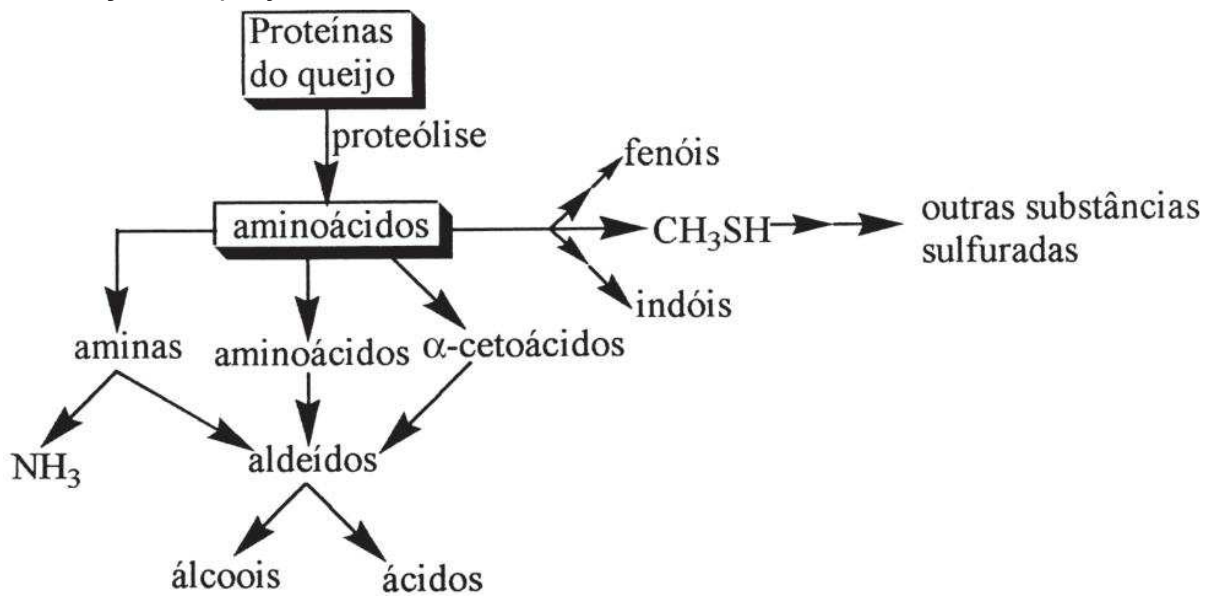 Proteínas
do queijo
proteólise
fenóis
aminoácidos
CH₃SH
outras substâncias
sulfuradas
indóis
aminas
aminoácidos
α-cetoácidos
NH₃
aldeídos
álcoois
ácidos